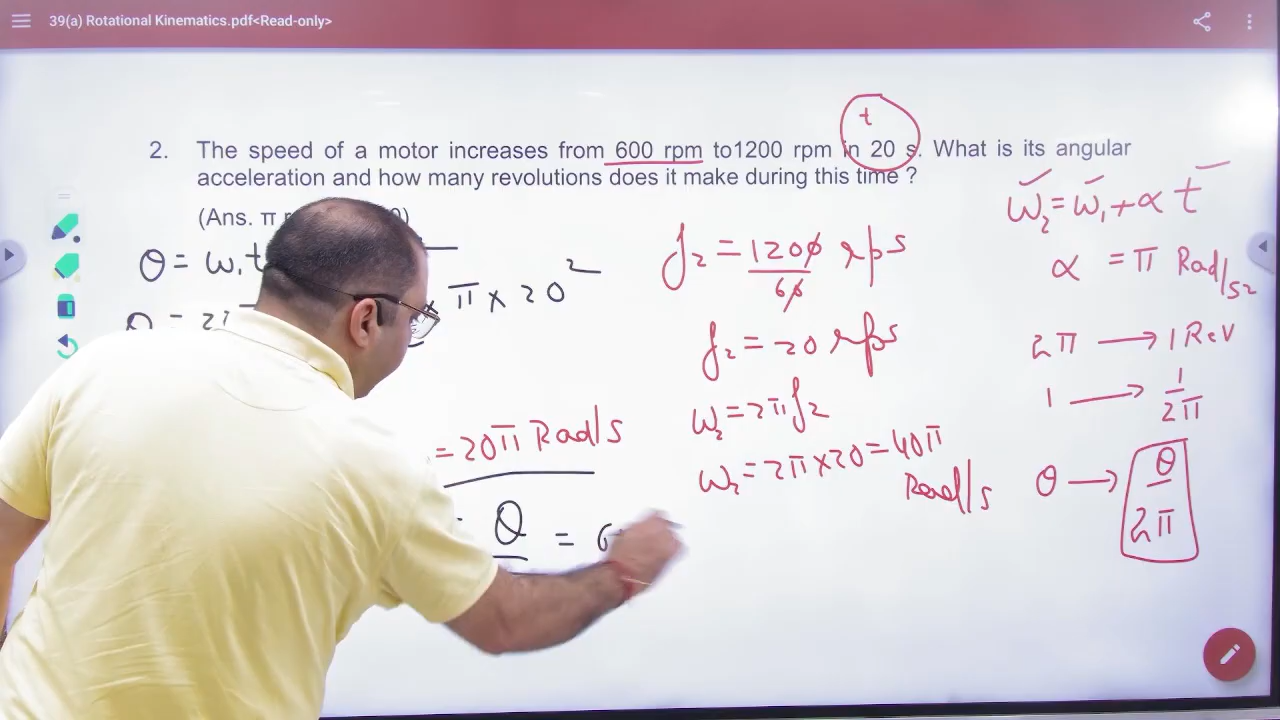 39(a) Rotational Kinematics.pdf<Read-only>
t
2. The speed of a motor increases from 600 rpm to1200 rpm in 20 s. What is its angular
acceleration and how many revolutions does it make during this time ?
(Ans. π
θ = ω₁t
π × 20²
= 20π Rad/s
θ =
f₂ = 1200/60 rps
f₂ = 20 rps
ω₂ = 2πf₂
ω₂ = 2π×20 = 40π
Rad/s
ω₂ = ω₁ + α t
α = π Rad/s²
2π → 1 Rev
1 → 1/2π
θ → θ/2π